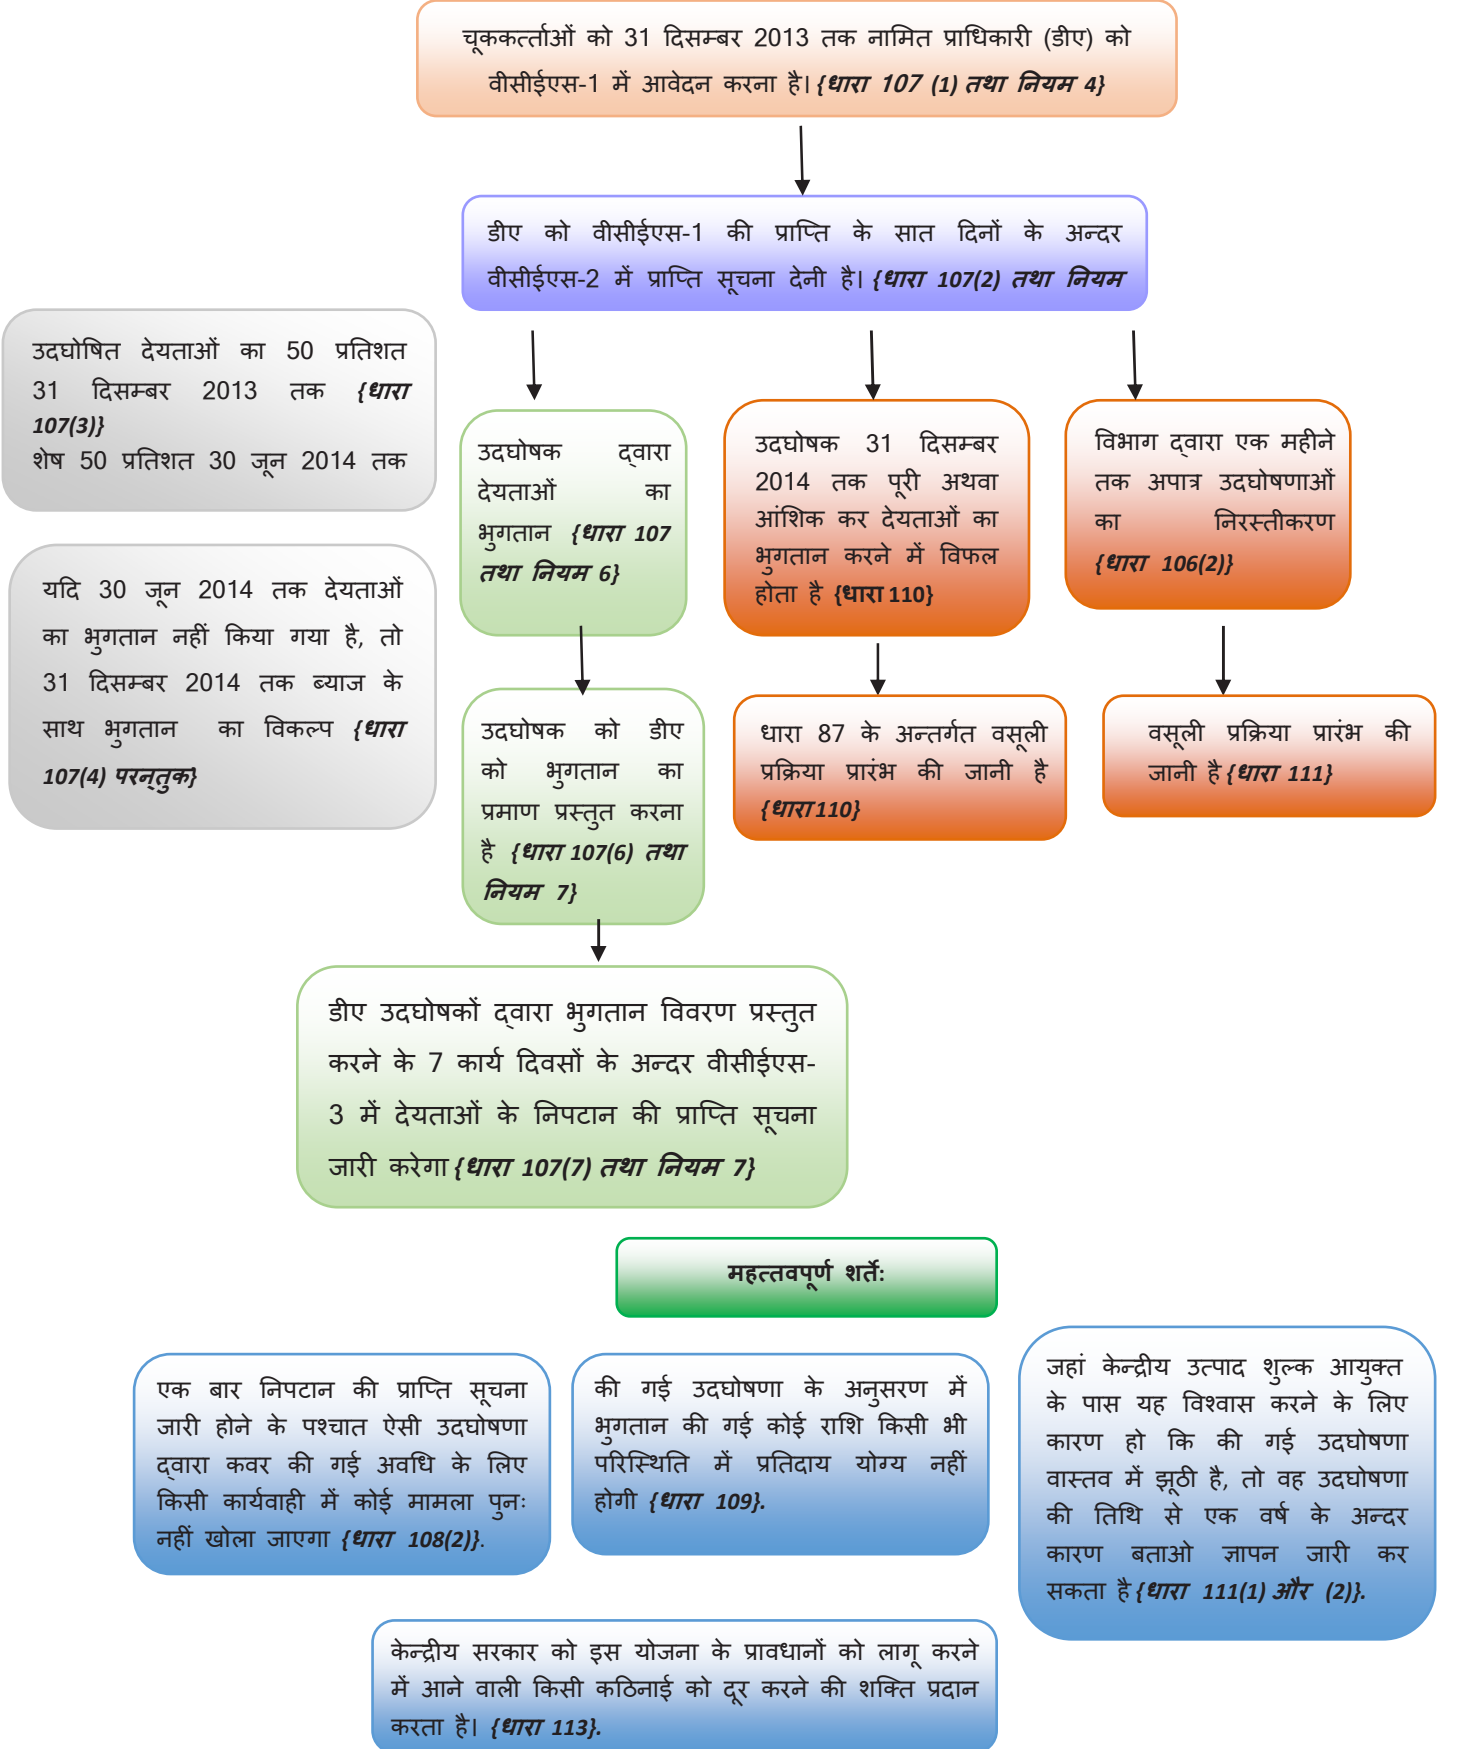 चूककर्त्ताओं को 31 दिसम्बर 2013 तक नामित प्राधिकारी (डीए) को
वीसीईएस-1 में आवेदन करना है। {धारा 107 (1) तथा नियम 4}
डीए को वीसीईएस-1 की प्राप्ति के सात दिनों के अन्दर
वीसीईएस-2 में प्राप्ति सूचना देनी है। {धारा 107(2) तथा नियम
उदघोषित देयताओं का 50 प्रतिशत
31 दिसम्बर 2013 तक {धारा
107(3)}
शेष 50 प्रतिशत 30 जून 2014 तक
यदि 30 जून 2014 तक देयताओं
का भुगतान नहीं किया गया है, तो
31 दिसम्बर 2014 तक ब्याज के
साथ भुगतान का विकल्प {धारा
107(4) परन्तुक}
उदघोषक द्वारा
देयताओं का
भुगतान {धारा 107
तथा नियम 6}
उदघोषक 31 दिसम्बर
2014 तक पूरी अथवा
आंशिक कर देयताओं का
भुगतान करने में विफल
होता है {धारा 110}
विभाग द्वारा एक महीने
तक अपात्र उदघोषणाओं
का निरस्तीकरण
{धारा 106(2)}
उदघोषक को डीए
को भुगतान का
प्रमाण प्रस्तुत करना
है {धारा 107(6) तथा
नियम 7}
धारा 87 के अन्तर्गत वसूली
प्रक्रिया प्रारंभ की जानी है
{धारा 110}
वसूली प्रक्रिया प्रारंभ की
जानी है {धारा 111}
डीए उदघोषकों द्वारा भुगतान विवरण प्रस्तुत
करने के 7 कार्य दिवसों के अन्दर वीसीईएस-
3 में देयताओं के निपटान की प्राप्ति सूचना
जारी करेगा {धारा 107(7) तथा नियम 7}
महत्तवपूर्ण शर्ते:
एक बार निपटान की प्राप्ति सूचना
जारी होने के पश्चात ऐसी उदघोषणा
द्वारा कवर की गई अवधि के लिए
किसी कार्यवाही में कोई मामला पुनः
नहीं खोला जाएगा {धारा 108(2)}.
की गई उदघोषणा के अनुसरण में
भुगतान की गई कोई राशि किसी भी
परिस्थिति में प्रतिदाय योग्य नहीं
होगी {धारा 109}.
जहां केन्द्रीय उत्पाद शुल्क आयुक्त
के पास यह विश्वास करने के लिए
कारण हो कि की गई उदघोषणा
वास्तव में झूठी है, तो वह उदघोषणा
की तिथि से एक वर्ष के अन्दर
कारण बताओ ज्ञापन जारी कर
सकता है {धारा 111(1) और (2)}.
केन्द्रीय सरकार को इस योजना के प्रावधानों को लागू करने
में आने वाली किसी कठिनाई को दूर करने की शक्ति प्रदान
करता है। {धारा 113}.